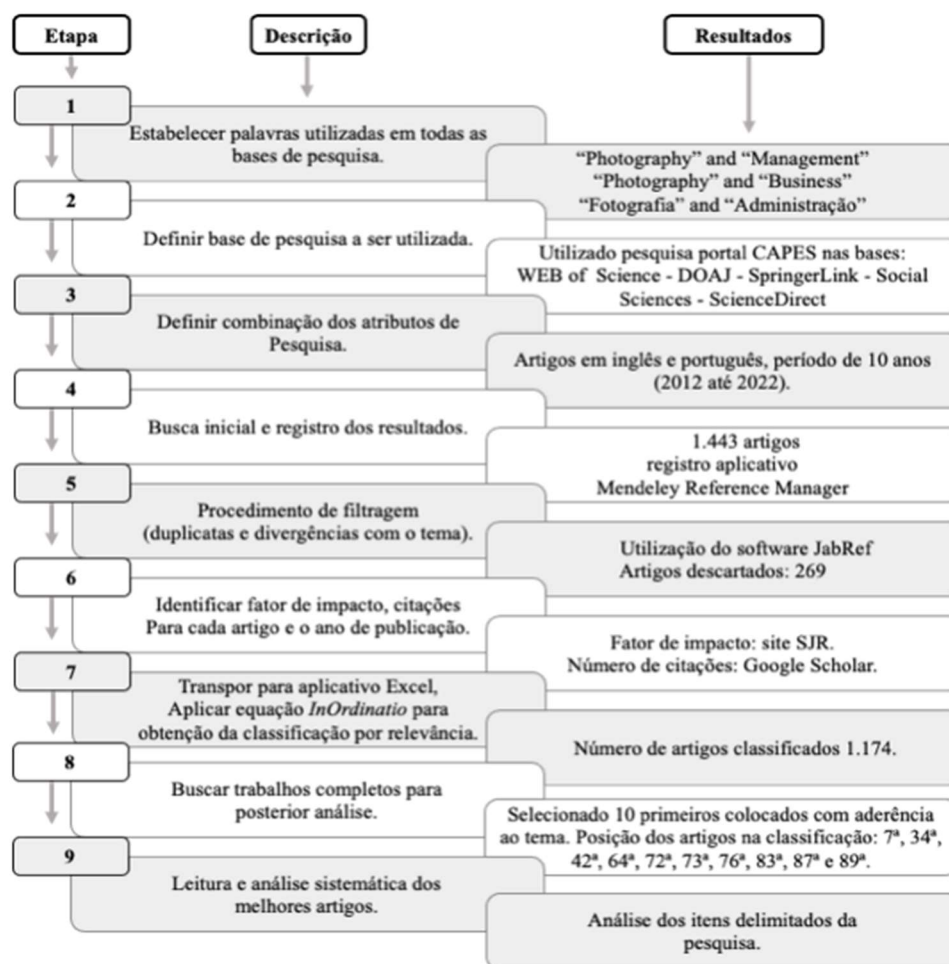 Etapa
Descrição
Resultados
1
Estabelecer palavras utilizadas em todas as
bases de pesquisa.
“Photography” and “Management”
“Photography” and “Business”
“Fotografia” and “Administração”
2
Definir base de pesquisa a ser utilizada.
Utilizado pesquisa portal CAPES nas bases:
WEB of Science - DOAJ - SpringerLink - Social
Sciences - ScienceDirect
3
Definir combinação dos atributos de
Pesquisa.
Artigos em inglês e português, período de 10 anos
(2012 até 2022).
4
Busca inicial e registro dos resultados.
1.443 artigos
registro aplicativo
Mendeley Reference Manager
5
Procedimento de filtragem
(duplicatas e divergências com o tema).
Utilização do software JabRef
Artigos descartados: 269
6
Identificar fator de impacto, citações
Para cada artigo e o ano de publicação.
Fator de impacto: site SJR.
Número de citações: Google Scholar.
7
Transpor para aplicativo Excel,
Aplicar equação InOrdinatio para
obtenção da classificação por relevância.
Número de artigos classificados 1.174.
8
Buscar trabalhos completos para
posterior análise.
Selecionado 10 primeiros colocados com aderência
ao tema. Posição dos artigos na classificação: 7ª, 34ª,
42ª, 64ª, 72ª, 73ª, 76ª, 83ª, 87ª e 89ª.
9
Leitura e análise sistemática dos
melhores artigos.
Análise dos itens delimitados da
pesquisa.